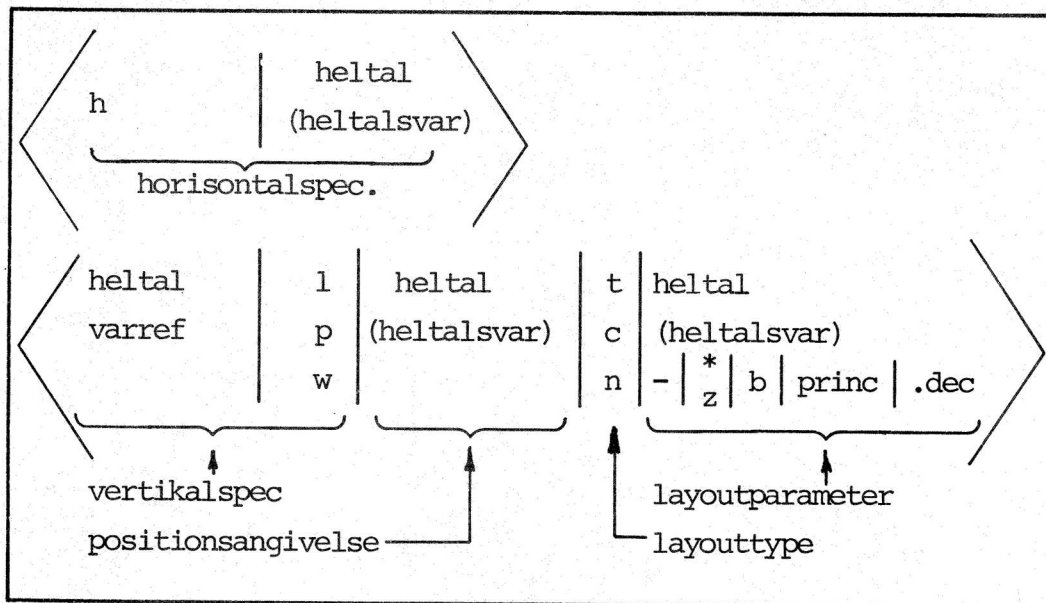 heltal
h
(heltalsvar)
horisontalspec.
heltal l heltal t heltal
varref p (heltalsvar) c (heltalsvar)
w n - * z b princ .dec
vertikalspec layoutparameter
positionsangivelse layouttype